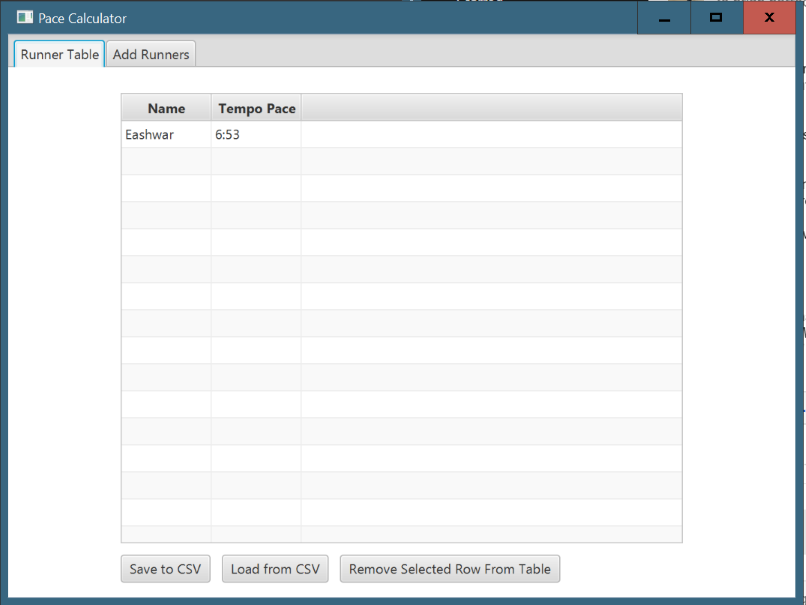 Pace Calculator
Runner Table Add Runners
Name Tempo Pace
Eashwar 6:53
Save to CSV Load from CSV Remove Selected Row From Table